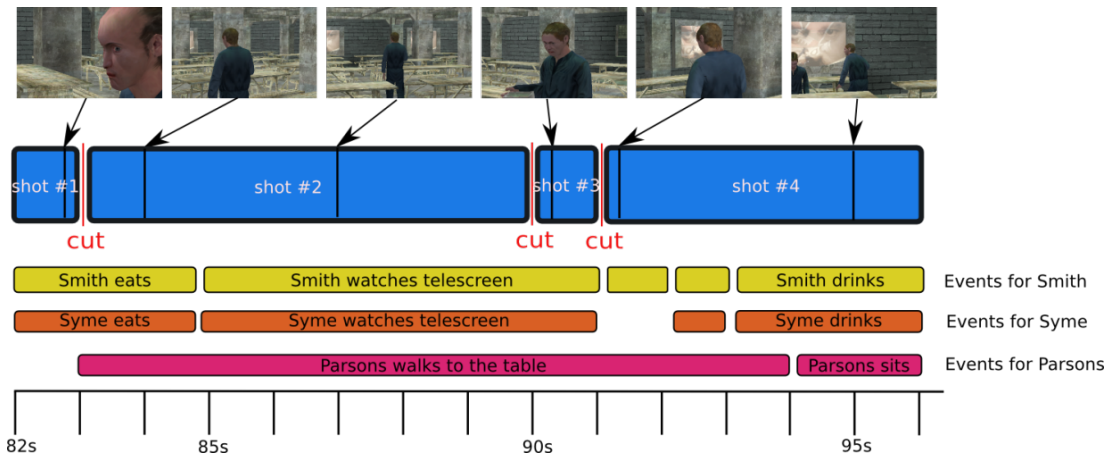 shot #1
shot #2
shot #3
shot #4
cut
cut
cut
Smith eats
Smith watches telescreen
Smith drinks
Events for Smith
Syme eats
Syme watches telescreen
Syme drinks
Events for Syme
Parsons walks to the table
Parsons sits
Events for Parsons
82s
85s
90s
95s